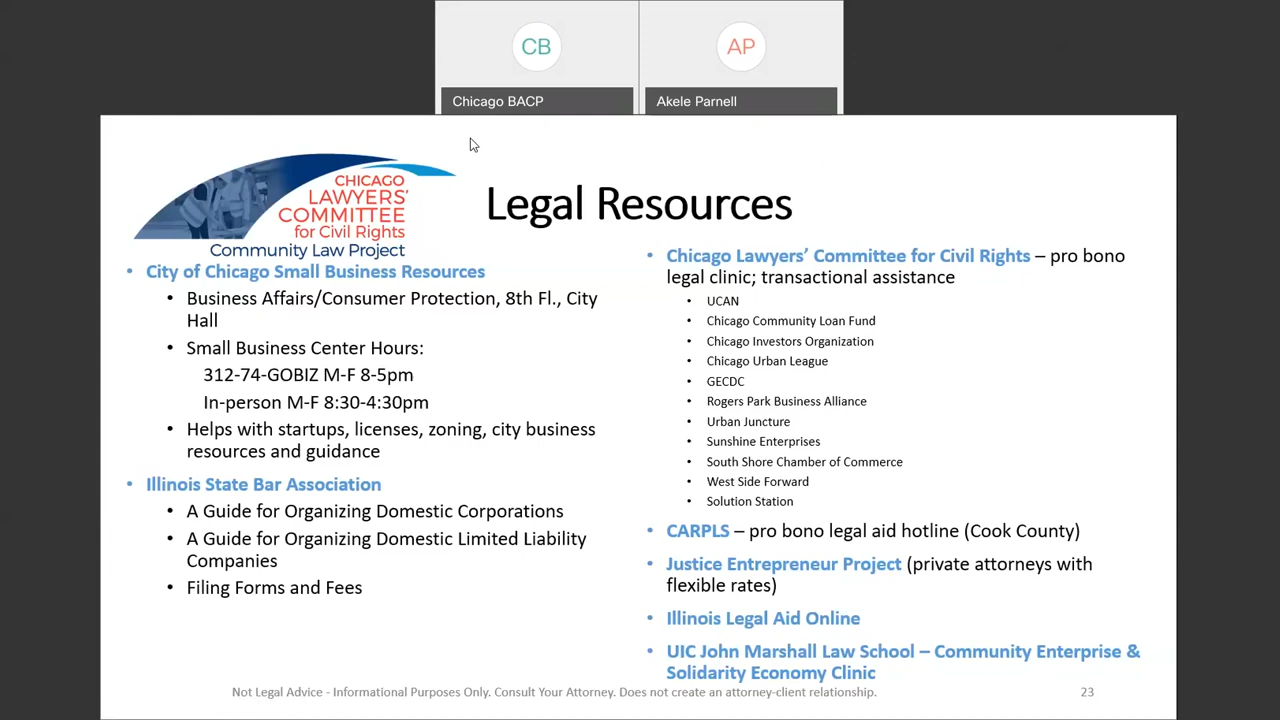 CB
AP
Chicago BACP
Akele Parnell
CHICAGO
LAWYERS'
COMMITTEE
for Civil Rights
Community Law Project
Legal Resources
• City of Chicago Small Business Resources
• Business Affairs/Consumer Protection, 8th Fl., City
Hall
• Small Business Center Hours:
312-74-GOBIZ M-F 8-5pm
In-person M-F 8:30-4:30pm
• Helps with startups, licenses, zoning, city business
resources and guidance
• Illinois State Bar Association
• A Guide for Organizing Domestic Corporations
• A Guide for Organizing Domestic Limited Liability
Companies
• Filing Forms and Fees
• Chicago Lawyers’ Committee for Civil Rights – pro bono
legal clinic; transactional assistance
• UCAN
• Chicago Community Loan Fund
• Chicago Investors Organization
• Chicago Urban League
• GECDC
• Rogers Park Business Alliance
• Urban Juncture
• Sunshine Enterprises
• South Shore Chamber of Commerce
• West Side Forward
• Solution Station
• CARPLS – pro bono legal aid hotline (Cook County)
• Justice Entrepreneur Project (private attorneys with
flexible rates)
• Illinois Legal Aid Online
• UIC John Marshall Law School – Community Enterprise &
Solidarity Economy Clinic
Not Legal Advice - Informational Purposes Only. Consult Your Attorney. Does not create an attorney-client relationship.
23